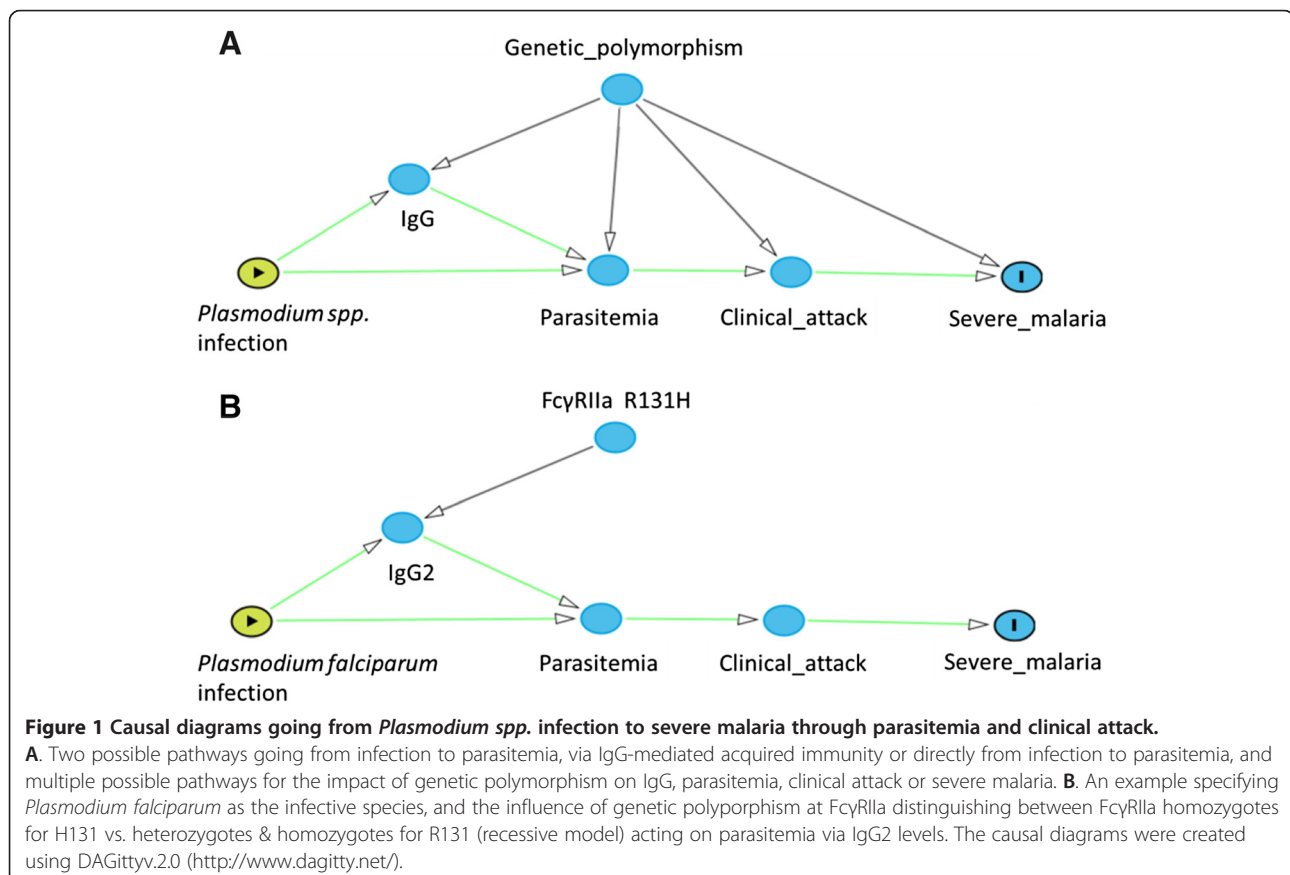 A
Genetic_polymorphism
IgG
Plasmodium spp.
infection
Parasitemia
Clinical_attack
Severe_malaria
B
FcγRIIa R131H
IgG2
Plasmodium falciparum
infection
Parasitemia
Clinical_attack
Severe_malaria
Figure 1 Causal diagrams going from Plasmodium spp. infection to severe malaria through parasitemia and clinical attack.
A. Two possible pathways going from infection to parasitemia, via IgG-mediated acquired immunity or directly from infection to parasitemia, and
multiple possible pathways for the impact of genetic polymorphism on IgG, parasitemia, clinical attack or severe malaria. B. An example specifying
Plasmodium falciparum as the infective species, and the influence of genetic polyporphism at FcγRIIa distinguishing between FcγRIIa homozygotes
for H131 vs. heterozygotes & homozygotes for R131 (recessive model) acting on parasitemia via IgG2 levels. The causal diagrams were created
using DAGittyv.2.0 (http://www.dagitty.net/).